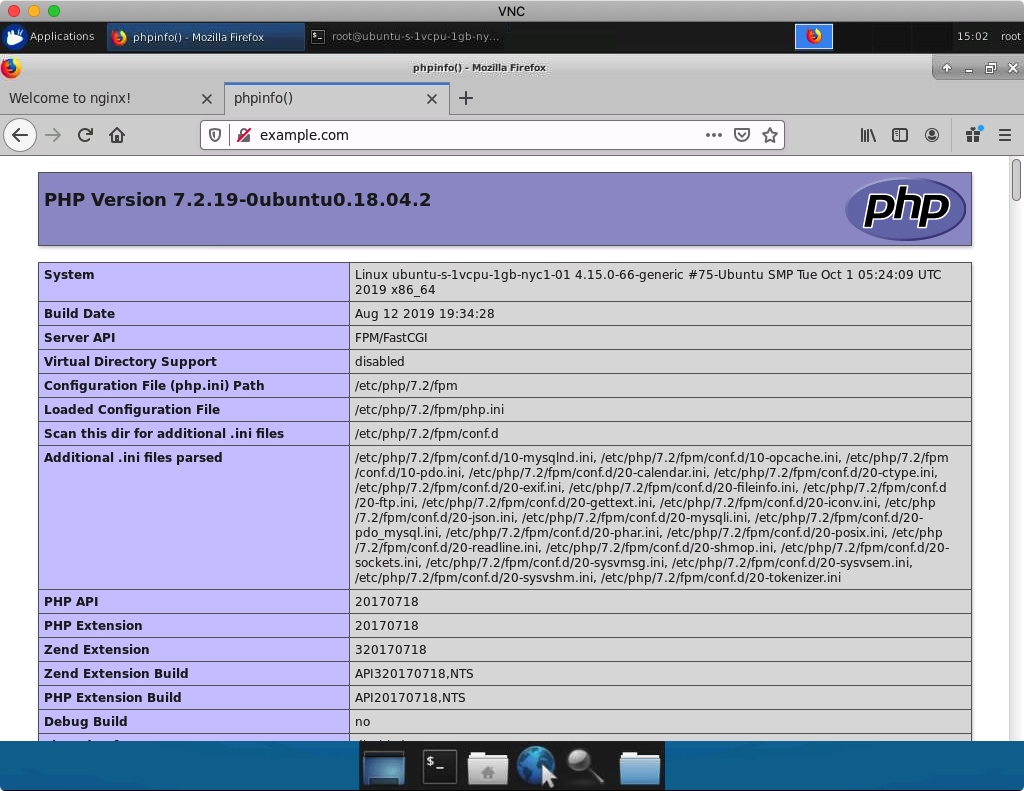 VNC
Applications
phpinfo() - Mozilla Firefox
root@ubuntu-s-1vcpu-1gb-ny...
15:02
root
phpinfo() - Mozilla Firefox
Welcome to nginx!
phpinfo()
example.com
PHP Version 7.2.19-0ubuntu0.18.04.2
php
System
Linux ubuntu-s-1vcpu-1gb-nyc1-01 4.15.0-66-generic #75-Ubuntu SMP Tue Oct 1 05:24:09 UTC
2019 x86_64
Build Date
Aug 12 2019 19:34:28
Server API
FPM/FastCGI
Virtual Directory Support
disabled
Configuration File (php.ini) Path
/etc/php/7.2/fpm
Loaded Configuration File
/etc/php/7.2/fpm/php.ini
Scan this dir for additional .ini files
/etc/php/7.2/fpm/conf.d
Additional .ini files parsed
/etc/php/7.2/fpm/conf.d/10-mysqlnd.ini, /etc/php/7.2/fpm/conf.d/10-opcache.ini, /etc/php/7.2/fpm
/conf.d/10-pdo.ini, /etc/php/7.2/fpm/conf.d/20-calendar.ini, /etc/php/7.2/fpm/conf.d/20-ctype.ini,
/etc/php/7.2/fpm/conf.d/20-exif.ini, /etc/php/7.2/fpm/conf.d/20-fileinfo.ini, /etc/php/7.2/fpm/conf.d
/20-ftp.ini, /etc/php/7.2/fpm/conf.d/20-gettext.ini, /etc/php/7.2/fpm/conf.d/20-iconv.ini, /etc/php
/7.2/fpm/conf.d/20-json.ini, /etc/php/7.2/fpm/conf.d/20-mysqli.ini, /etc/php/7.2/fpm/conf.d/20-
pdo_mysql.ini, /etc/php/7.2/fpm/conf.d/20-phar.ini, /etc/php/7.2/fpm/conf.d/20-posix.ini, /etc/php
/7.2/fpm/conf.d/20-readline.ini, /etc/php/7.2/fpm/conf.d/20-shmop.ini, /etc/php/7.2/fpm/conf.d/20-
sockets.ini, /etc/php/7.2/fpm/conf.d/20-sysvmsg.ini, /etc/php/7.2/fpm/conf.d/20-sysvsem.ini,
/etc/php/7.2/fpm/conf.d/20-sysvshm.ini, /etc/php/7.2/fpm/conf.d/20-tokenizer.ini
PHP API
20170718
PHP Extension
20170718
Zend Extension
320170718
Zend Extension Build
API320170718,NTS
PHP Extension Build
API20170718,NTS
Debug Build
no
$_